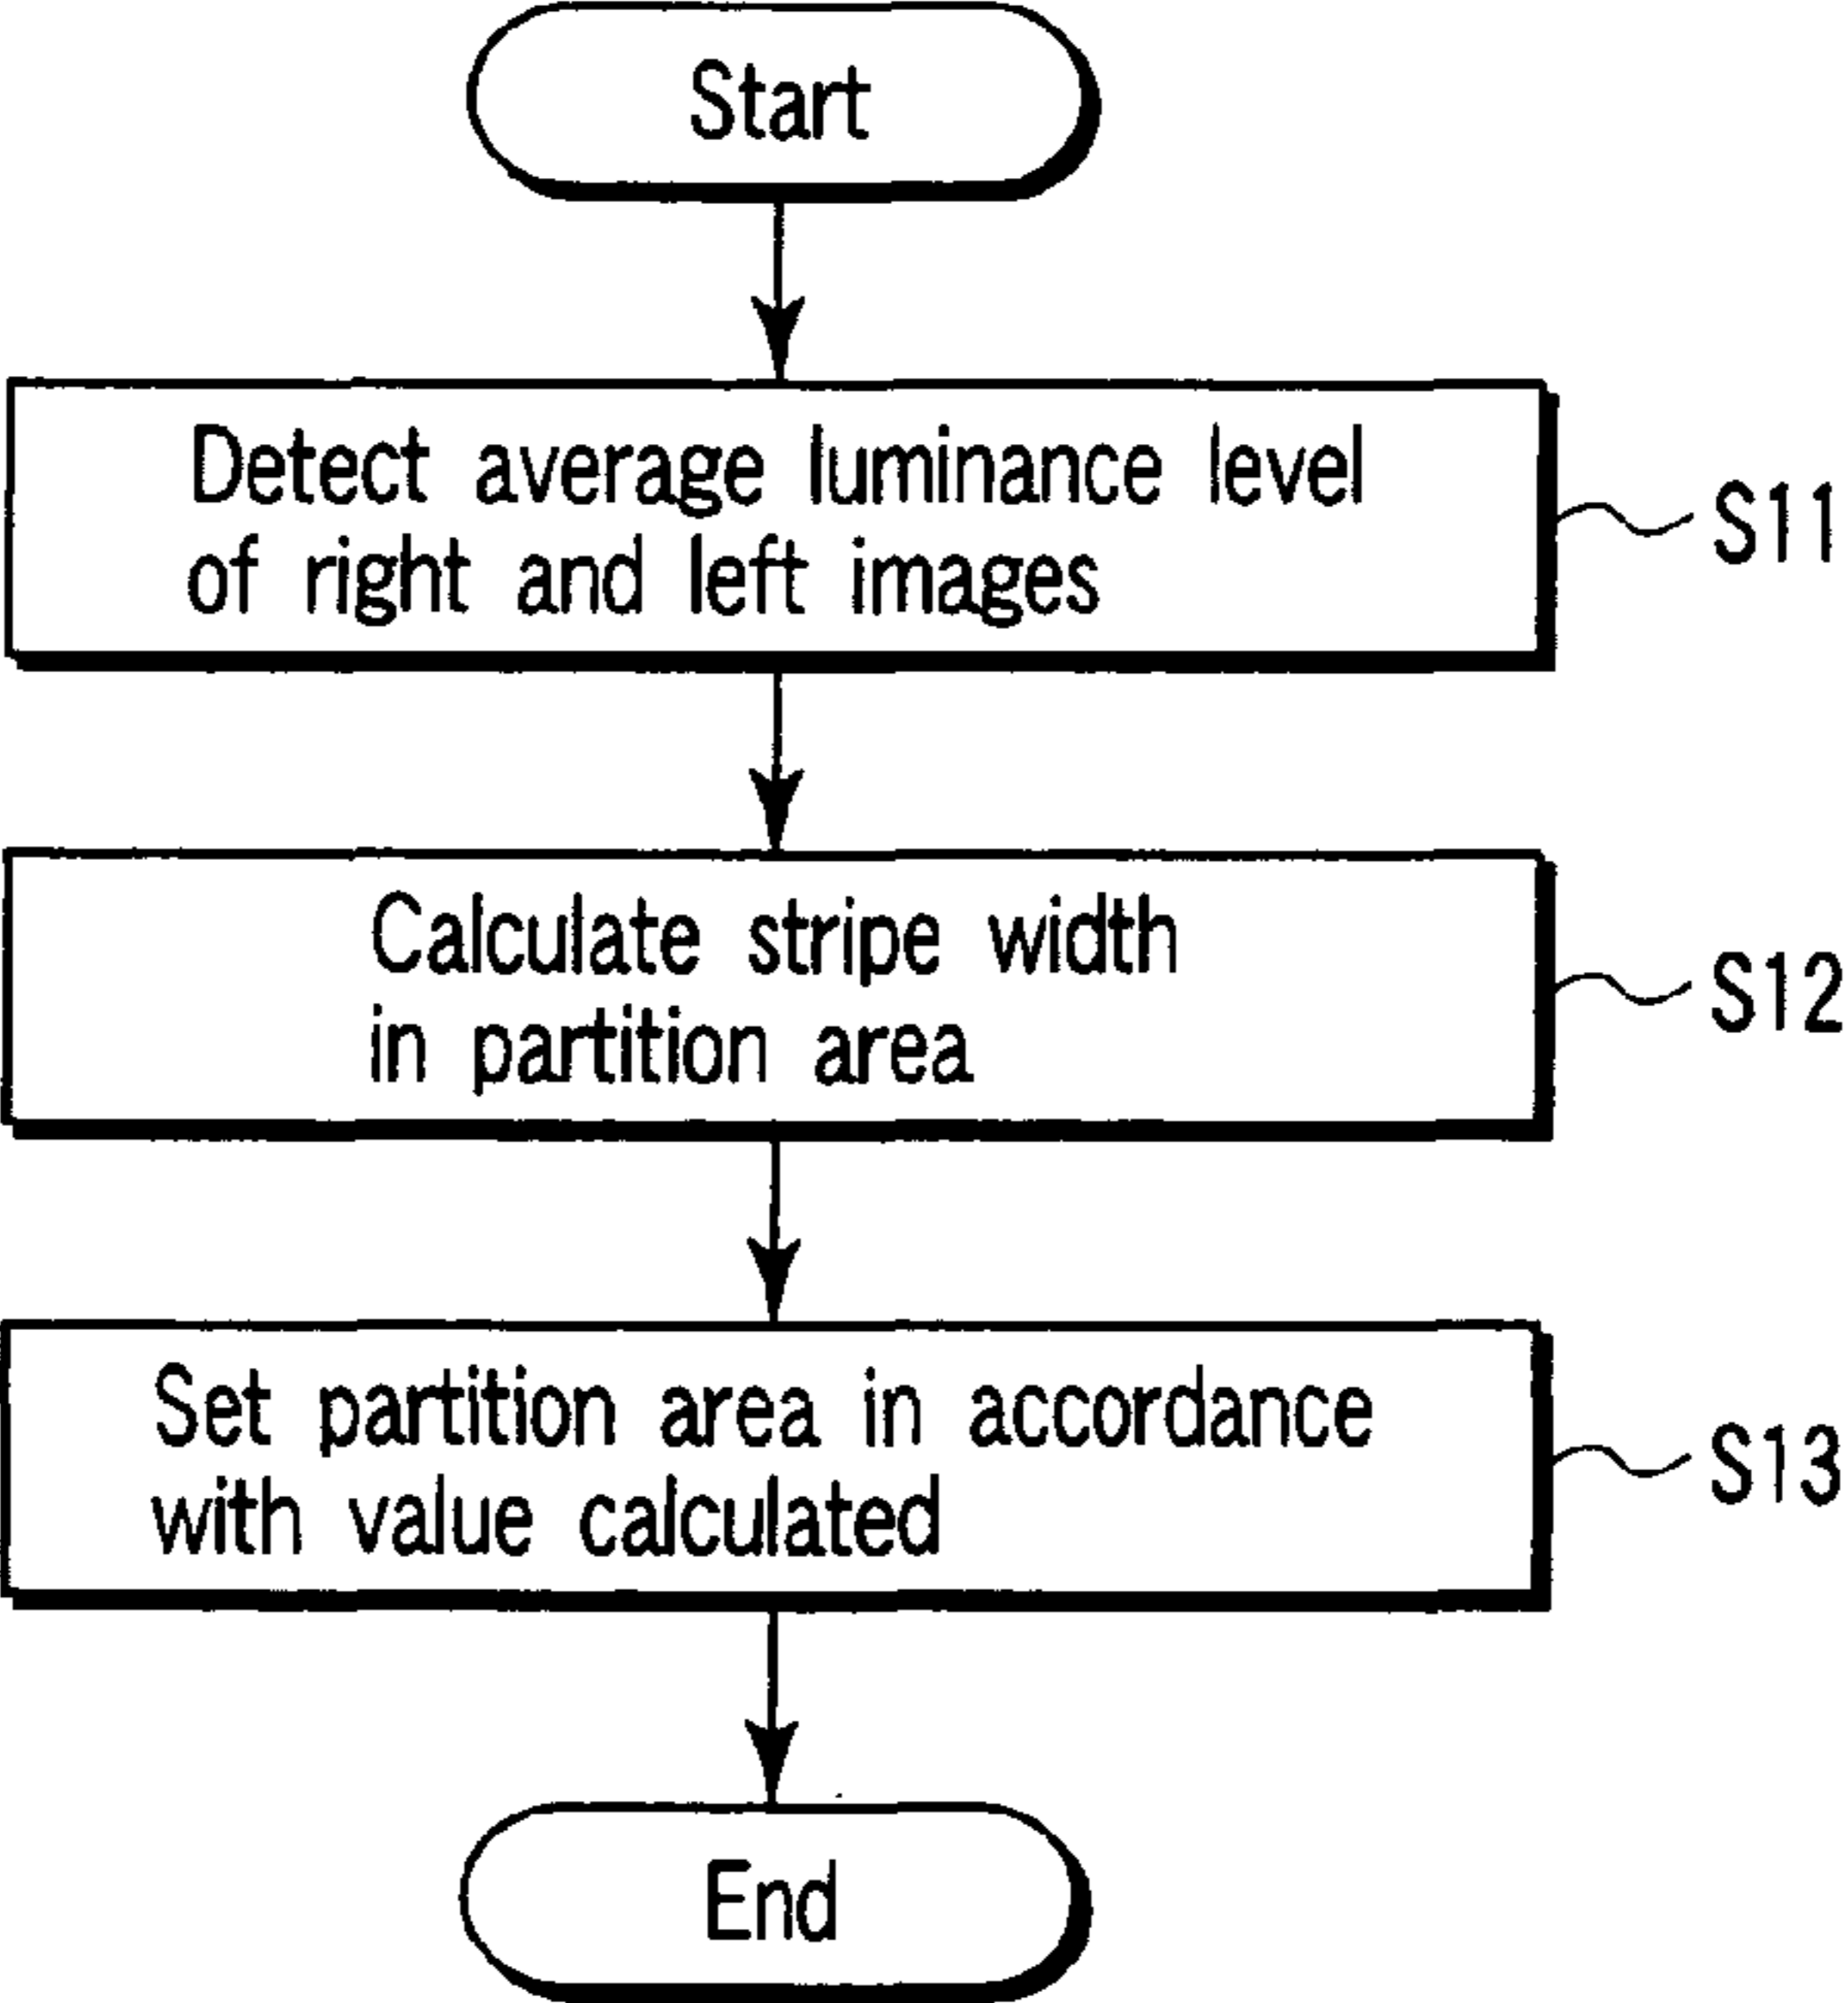 Start
Detect average luminance level
of right and left images
S11
Calculate stripe width
in partition area
S12
Set partition area in accordance
with value calculated
S13
End